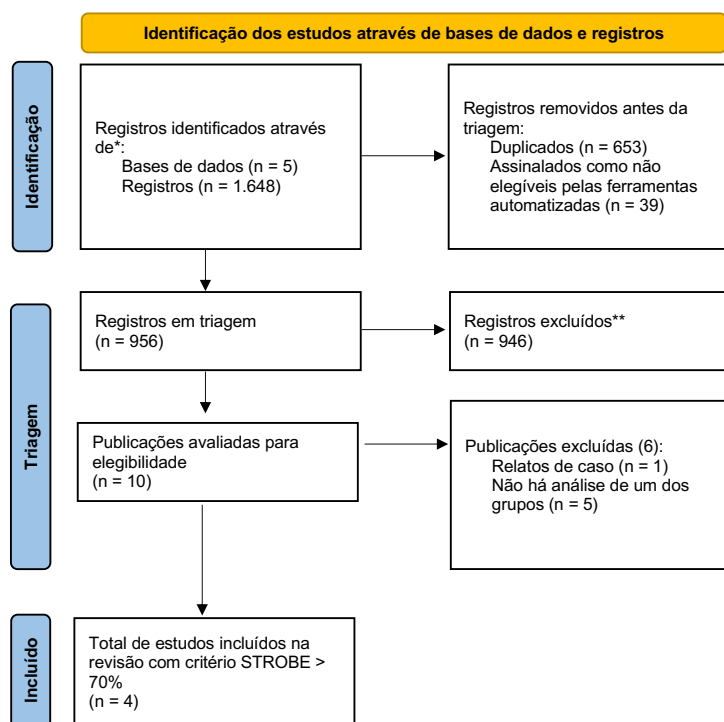 Identificação dos estudos através de bases de dados e registros
Identificação
Registros identificados através
de*:
Bases de dados (n = 5)
Registros (n = 1.648)
Registros removidos antes da
triagem:
Duplicados (n = 653)
Assinalados como não
elegíveis pelas ferramentas
automatizadas (n = 39)
Triagem
Registros em triagem
(n = 956)
Registros excluídos**
(n = 946)
Publicações avaliadas para
elegibilidade
(n = 10)
Publicações excluídas (6):
Relatos de caso (n = 1)
Não há análise de um dos
grupos (n = 5)
Incluído
Total de estudos incluídos na
revisão com critério STROBE >
70%
(n = 4)